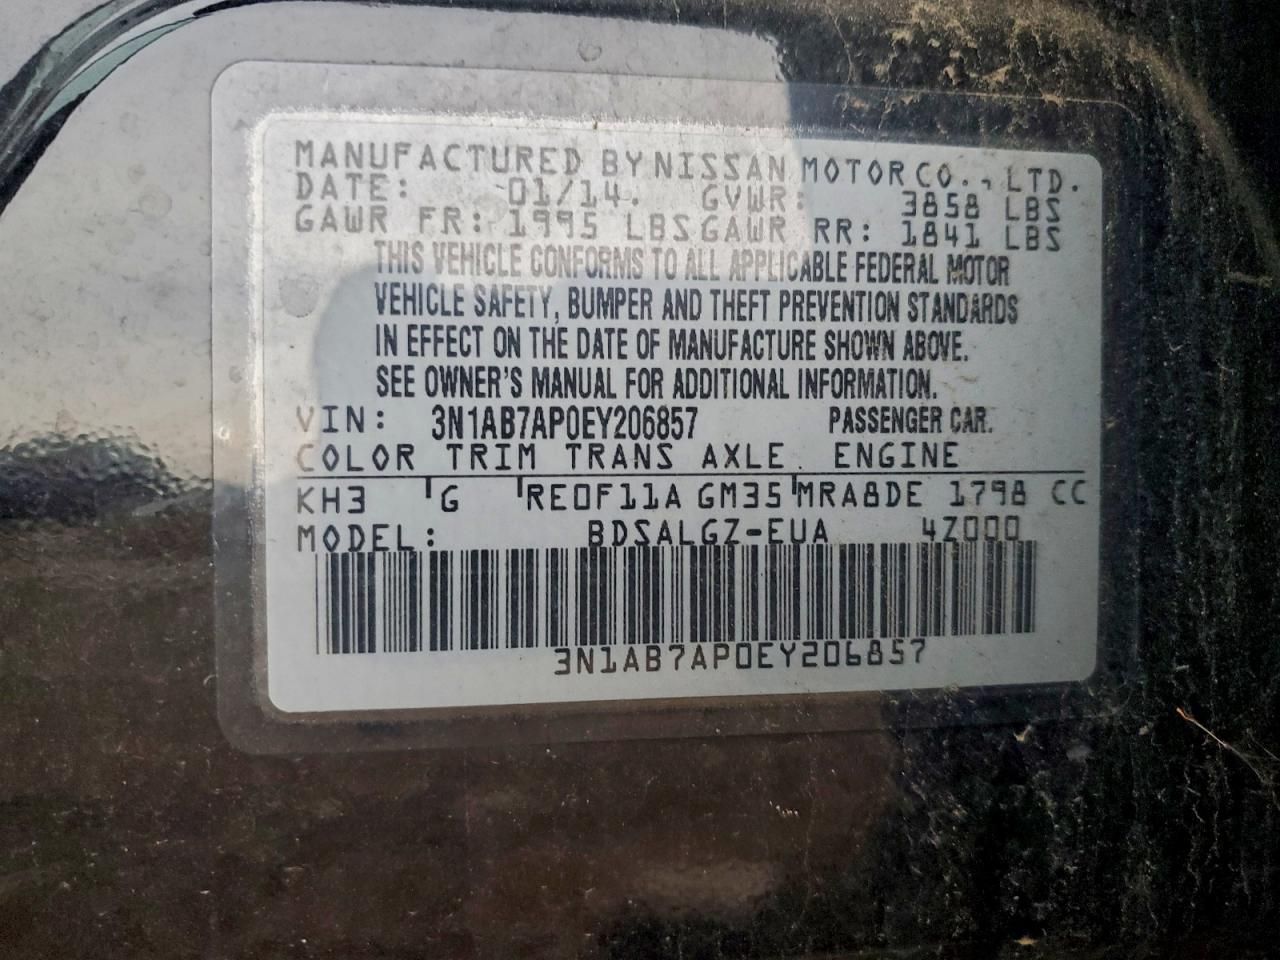 MANUFACTURED BY NISSAN MOTOR CO., LTD.
DATE: 01/14. GVWR: 3858 LBS
GAWR FR: 1995 LBS GAWR RR: 1841 LBS
THIS VEHICLE CONFORMS TO ALL APPLICABLE FEDERAL MOTOR
VEHICLE SAFETY, BUMPER AND THEFT PREVENTION STANDARDS
IN EFFECT ON THE DATE OF MANUFACTURE SHOWN ABOVE.
SEE OWNER'S MANUAL FOR ADDITIONAL INFORMATION.
VIN: 3N1AB7AP0EY206857 PASSENGER CAR.
COLOR TRIM TRANS AXLE ENGINE
KH3 G RE0F11A GM35 MRA8DE 1798 CC
MODEL: BDSALGZ-EUA 4Z000
3N1AB7AP0EY206857